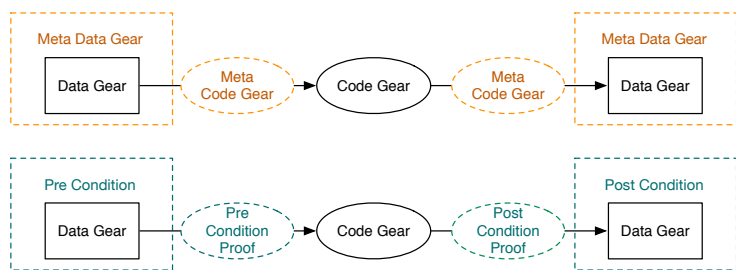 Meta Data Gear
Data Gear
Meta
Code Gear
Code Gear
Meta
Code Gear
Meta Data Gear
Data Gear
Pre Condition
Data Gear
Pre
Condition
Proof
Code Gear
Post
Condition
Proof
Post Condition
Data Gear